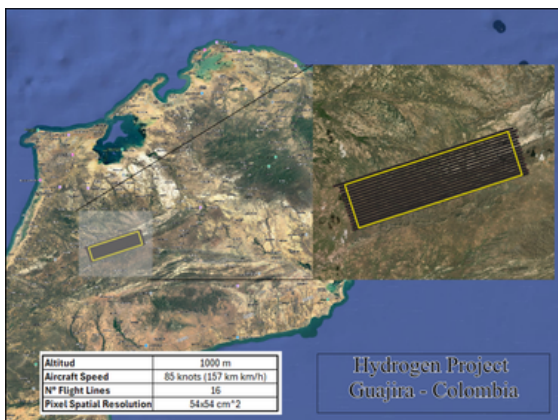 Altitud 1000 m
Aircraft Speed 85 knots (157 km km/h)
Nº Flight Lines 16
Pixel Spatial Resolution 54x54 cm^2
Hydrogen Project
Guajira - Colombia